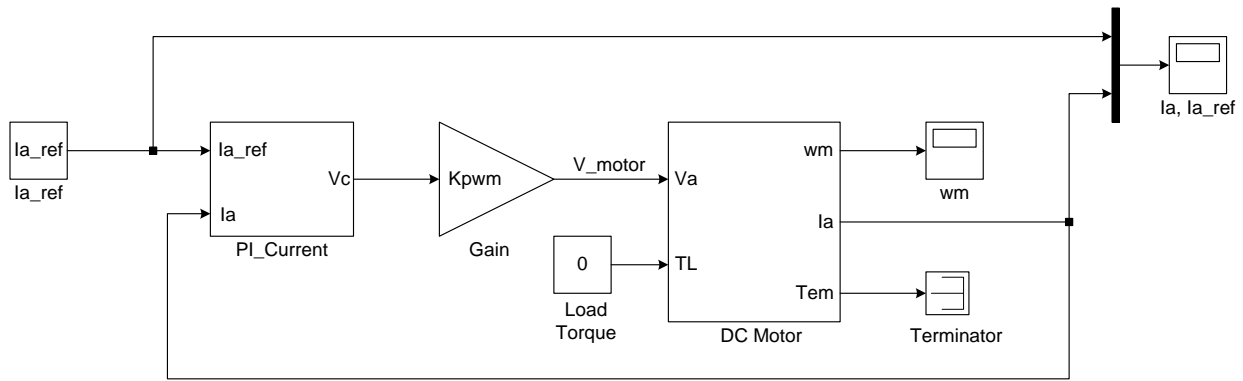 Ia, Ia_ref
Ia_ref
Ia_ref
Ia_ref
Ia
Vc
PI_Current
Kpwm
Gain
V_motor
0
Load
Torque
Va
TL
wm
Ia
Tem
DC Motor
wm
Terminator